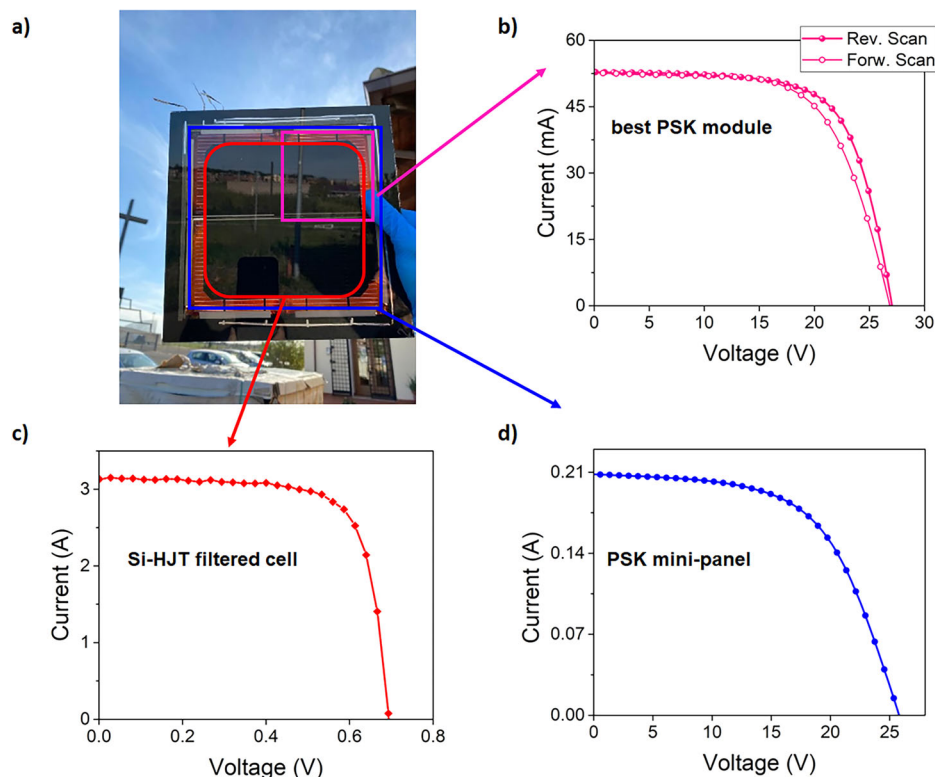 a)
b)
60
45
30
15
0
Current (mA)
Rev. Scan
Forw. Scan
best PSK module
0 5 10 15 20 25 30
Voltage (V)
c)
3
2
1
0
Current (A)
Si-HJT filtered cell
0.0 0.2 0.4 0.6 0.8
Voltage (V)
d)
0.21
0.14
0.07
0.00
Current (A)
PSK mini-panel
0 5 10 15 20 25
Voltage (V)